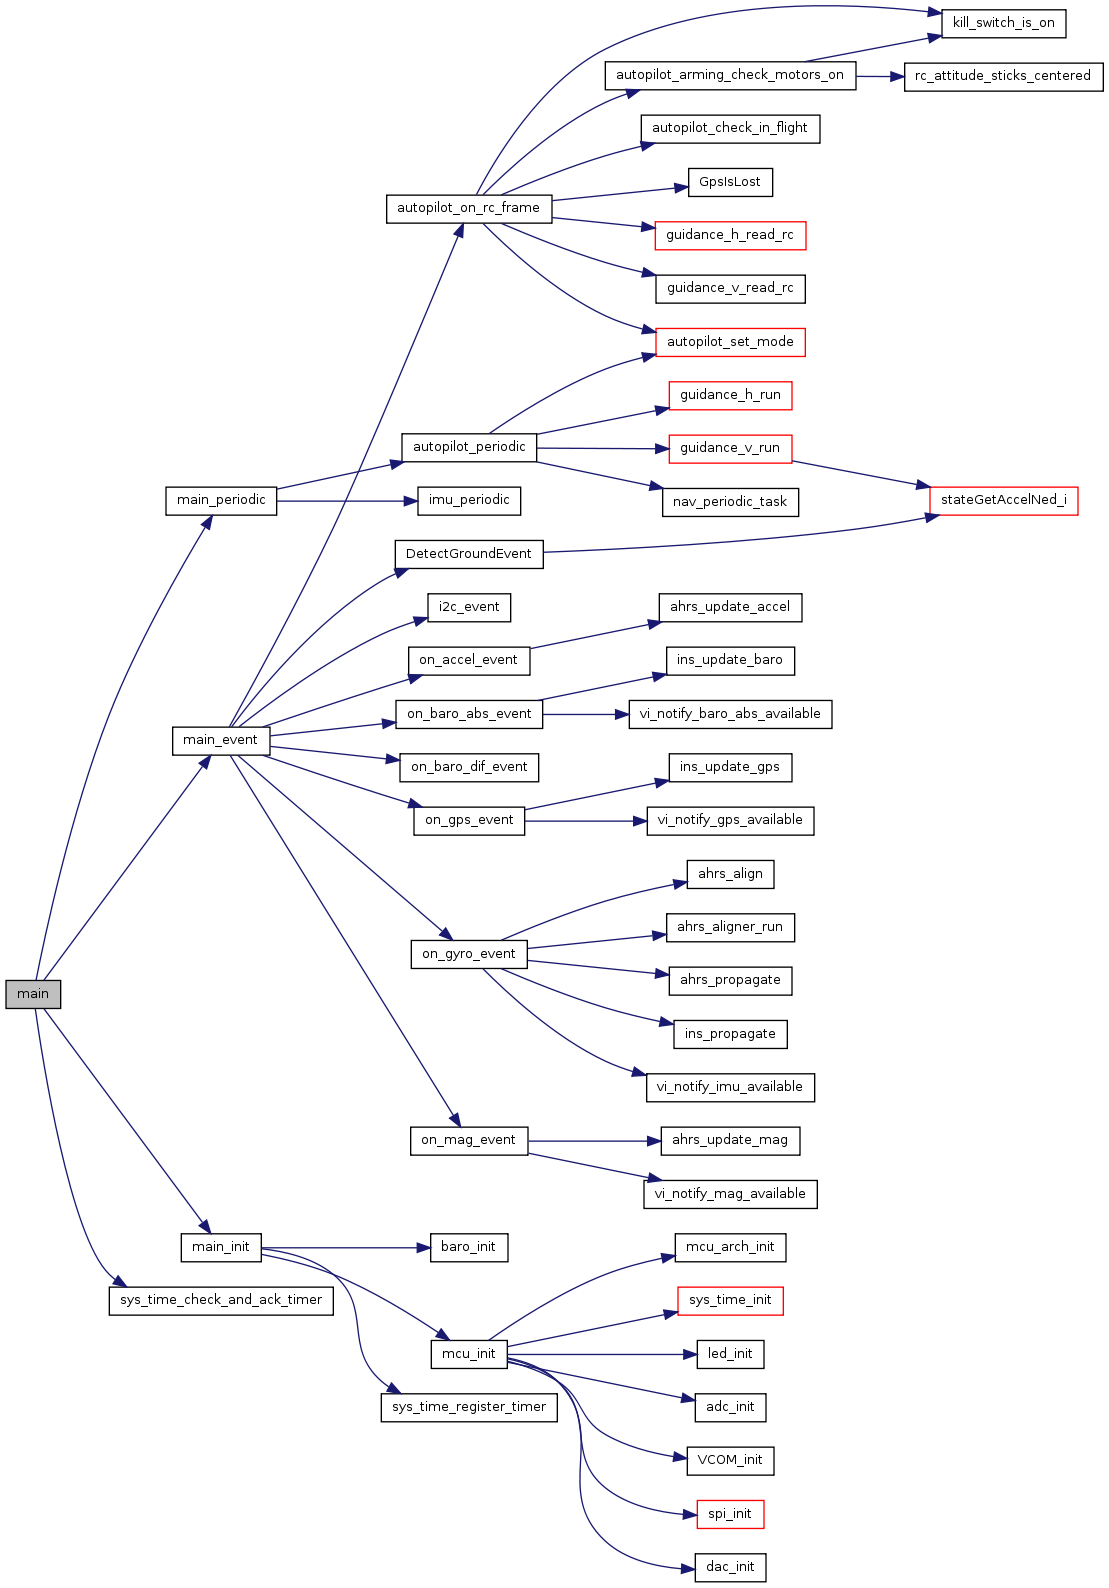 kill_switch_is_on
autopilot_arming_check_motors_on
rc_attitude_sticks_centered
autopilot_check_in_flight
GpsIsLost
autopilot_on_rc_frame
guidance_h_read_rc
guidance_v_read_rc
autopilot_set_mode
guidance_h_run
autopilot_periodic
guidance_v_run
main_periodic
imu_periodic
nav_periodic_task
stateGetAccelNed_i
DetectGroundEvent
i2c_event
ahrs_update_accel
on_accel_event
ins_update_baro
on_baro_abs_event
vi_notify_baro_abs_available
main_event
on_baro_dif_event
ins_update_gps
on_gps_event
vi_notify_gps_available
ahrs_align
ahrs_aligner_run
on_gyro_event
ahrs_propagate
main
ins_propagate
vi_notify_imu_available
on_mag_event
ahrs_update_mag
vi_notify_mag_available
main_init
baro_init
mcu_arch_init
sys_time_check_and_ack_timer
sys_time_init
mcu_init
led_init
sys_time_register_timer
adc_init
VCOM_init
spi_init
dac_init